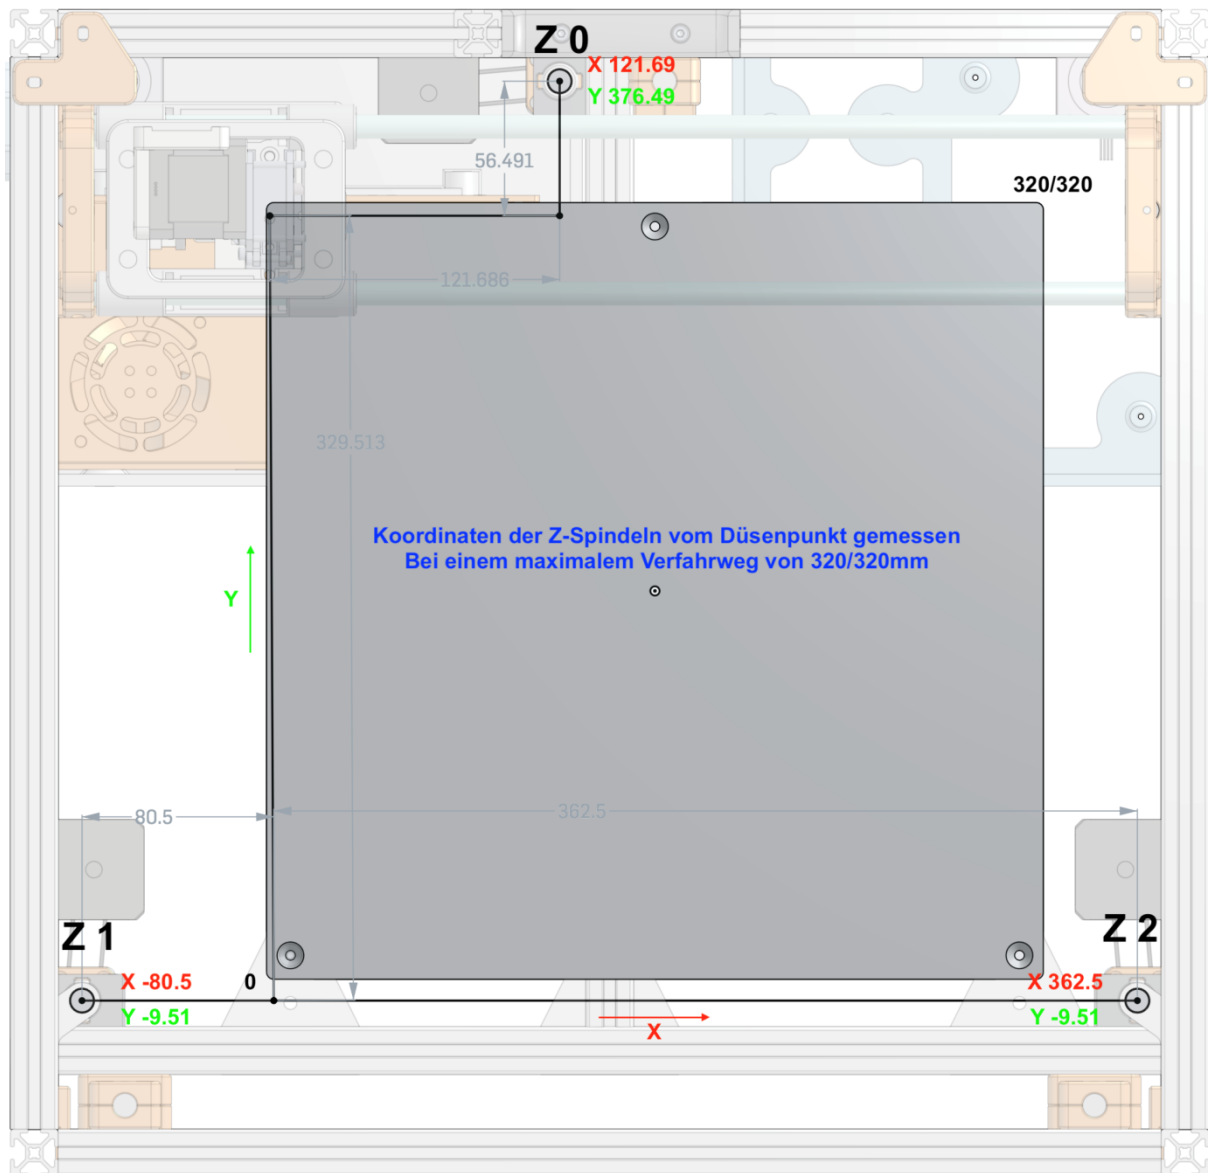 Z 0
X 121.69
Y 376.49
56.491
320/320
121.686
329.513
Koordinaten der Z-Spindeln vom Düsenpunkt gemessen
Bei einem maximalem Verfahrweg von 320/320mm
Y
80.5
362.5
Z 1
Z 2
X -80.5
0
X 362.5
Y -9.51
Y -9.51
X